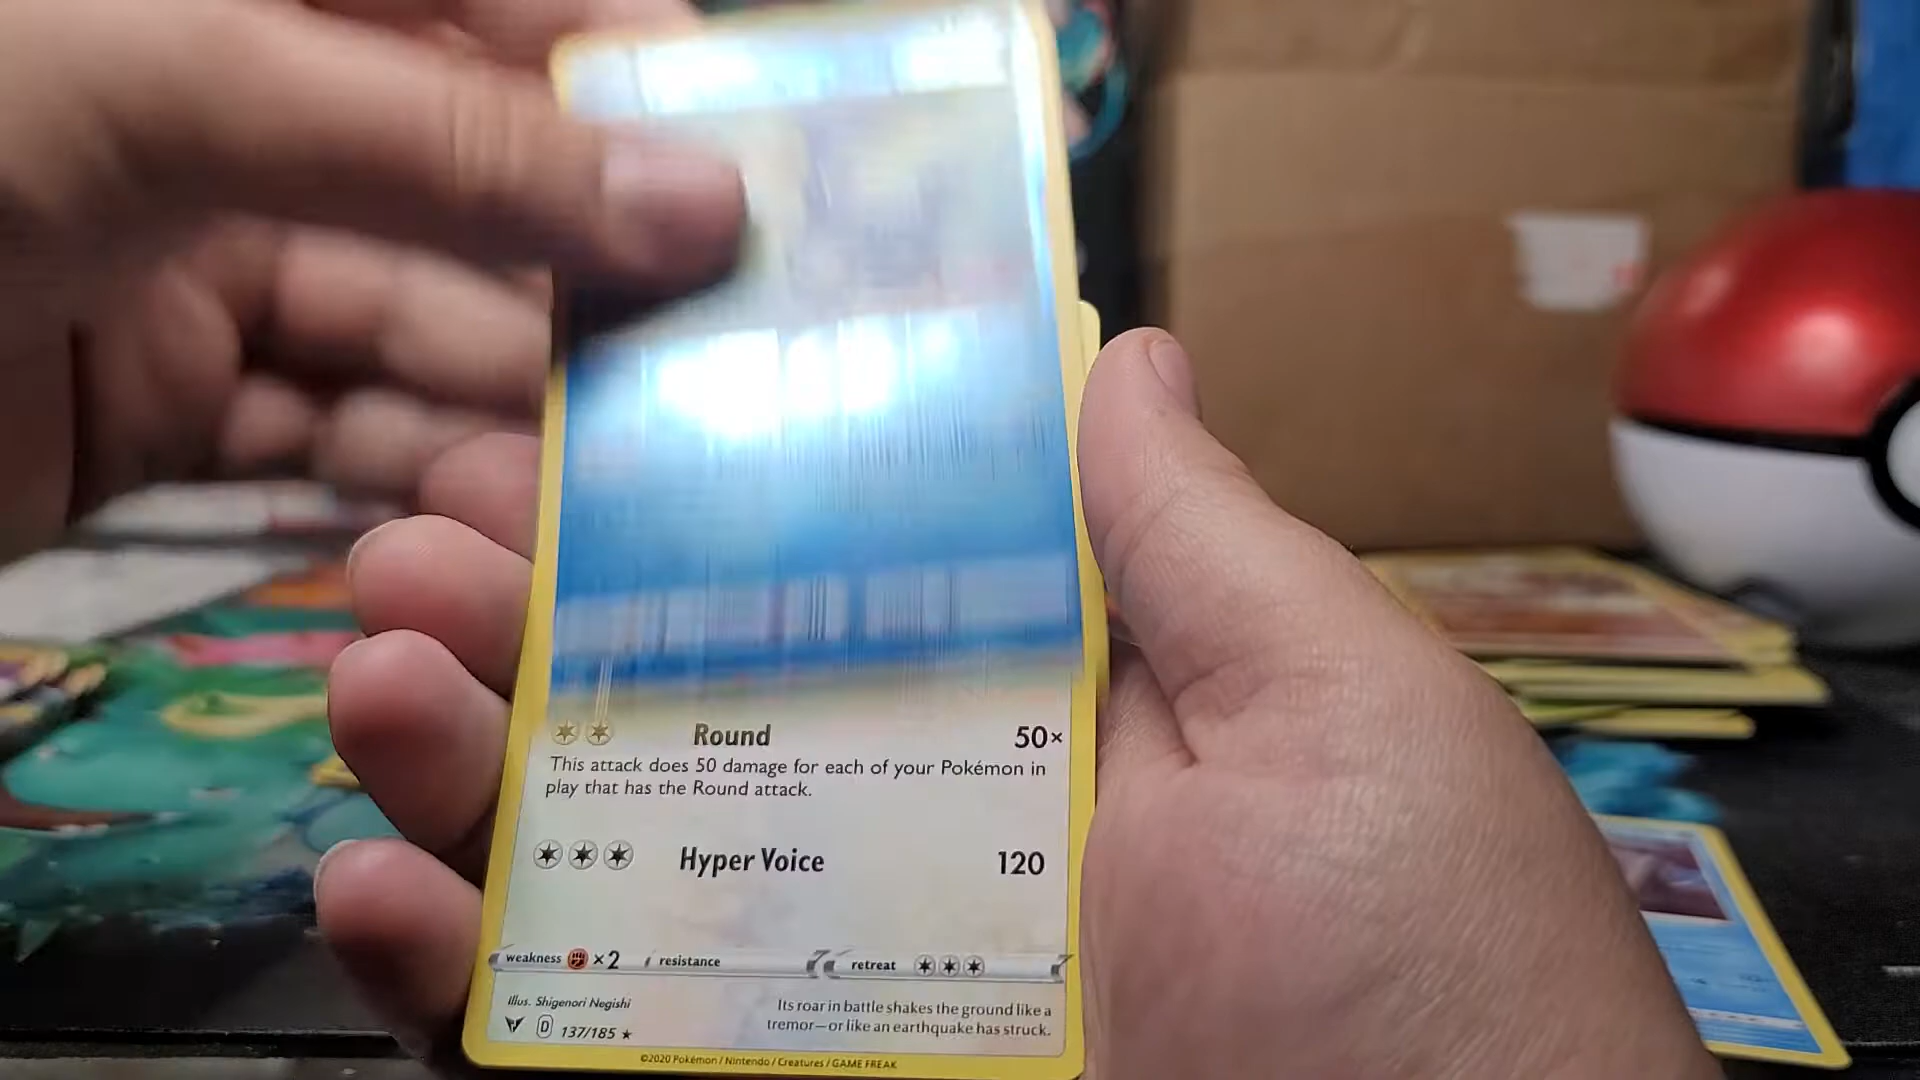 Round 50×
This attack does 50 damage for each of your Pokémon in
play that has the Round attack.
Hyper Voice 120
weakness ×2 resistance retreat
Illus. Shigenori Negishi
D 137/185 ★
Its roar in battle shakes the ground like a
tremor—or like an earthquake has struck.
©2020 Pokémon / Nintendo / Creatures / GAME FREAK